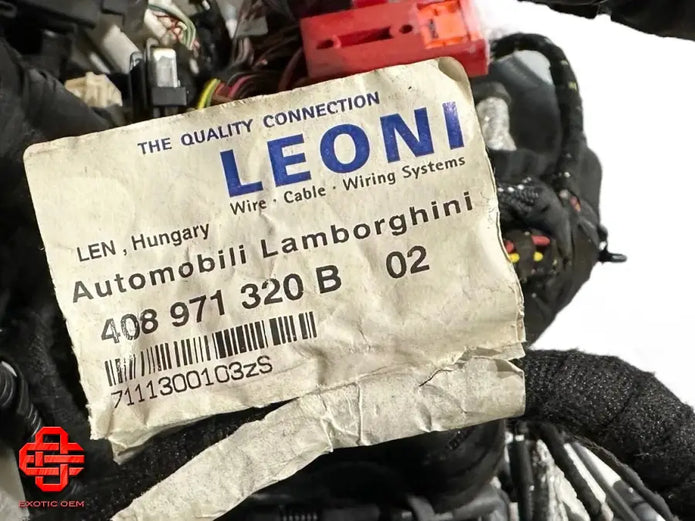 THE QUALITY CONNECTION
LEONI
Wire · Cable · Wiring Systems
LEN , Hungary
Automobili Lamborghini
408 971 320 B 02
7111300103zS
EXOTIC OEM